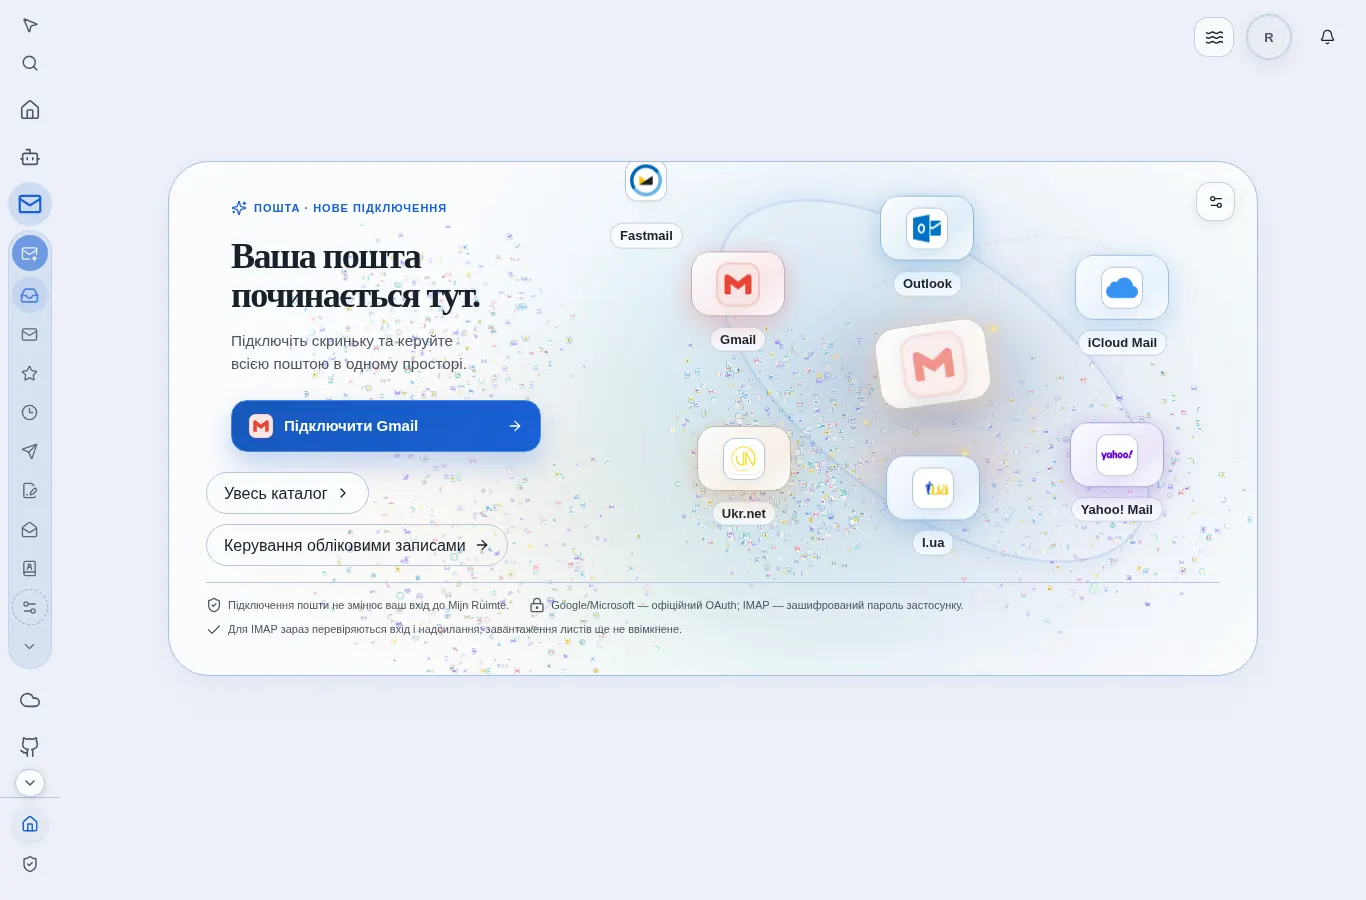 R
ПОШТА · НОВЕ ПІДКЛЮЧЕННЯ
Ваша пошта
починається тут.
Підключіть скриньку та керуйте
всією поштою в одному просторі.
Підключити Gmail
Увесь каталог
Керування обліковими записами
Fastmail
Outlook
Gmail
iCloud Mail
yahoo!
Ukr.net
Yahoo! Mail
I.ua
Підключення пошти не змінює ваш вхід до Mijn Ruimte.
Google/Microsoft — офіційний OAuth; IMAP — зашифрований пароль застосунку.
Для IMAP зараз перевіряються вхід і надсилання; завантаження листів ще не ввімкнене.